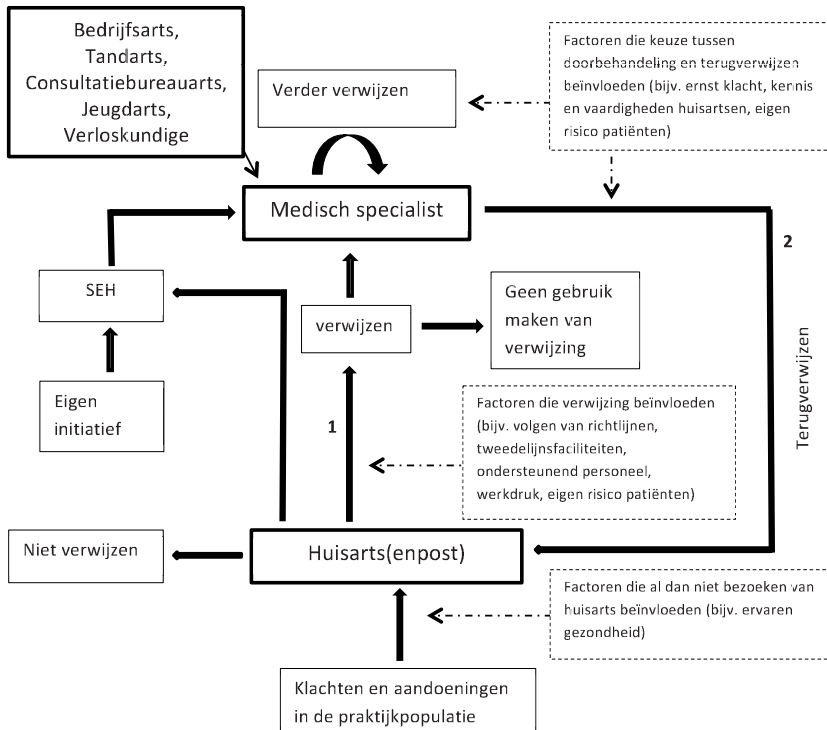 Bedrijfsarts,
Tandarts,
Consultatiebureauarts,
Jeugdarts,
Verloskundige
Verder verwijzen
Factoren die keuze tussen
doorbehandeling en terugverwijzen
beïnvloeden (bijv. ernst klacht, kennis
en vaardigheden huisartsen, eigen
risico patiënten)
Medisch specialist
2
SEH
verwijzen
Geen gebruik
maken van
verwijzing
Terugverwijzen
Eigen
initiatief
1
Factoren die verwijzing beïnvloeden
(bijv. volgen van richtlijnen,
tweedelijnsfaciliteiten,
ondersteunend personeel,
werkdruk, eigen risico patiënten)
Niet verwijzen
Huisarts(enpost)
Factoren die al dan niet bezoeken van
huisarts beïnvloeden (bijv. ervaren
gezondheid)
Klachten en aandoeningen
in de praktijkpopulatie